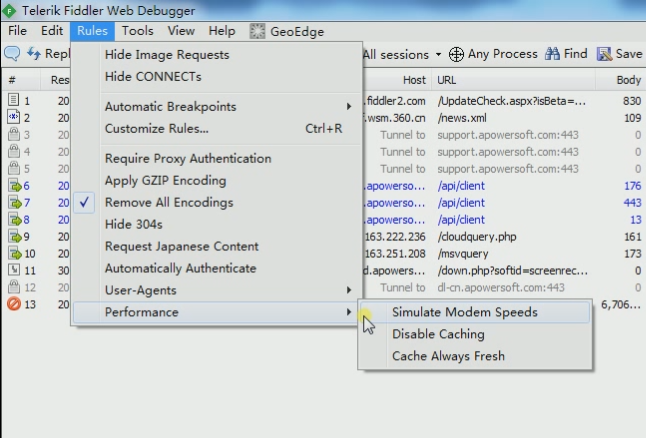 Telerik Fiddler Web Debugger
File Edit Rules Tools View Help GeoEdge
Repl All sessions Any Process Find Save
# Res Host URL Body
Hide Image Requests
Hide CONNECTs
Automatic Breakpoints
Customize Rules... Ctrl+R
Require Proxy Authentication
Apply GZIP Encoding
✓ Remove All Encodings
Hide 304s
Request Japanese Content
Automatically Authenticate
User-Agents
Performance
Simulate Modem Speeds
Disable Caching
Cache Always Fresh
1 20 .fiddler2.com /UpdateCheck.aspx?isBeta=... 830
2 20 .wsm.360.cn /news.xml 109
3 20 Tunnel to support.apowersoft.com:443 0
4 20 Tunnel to support.apowersoft.com:443 0
5 20 Tunnel to support.apowersoft.com:443 0
6 20 .apowerso... /api/client 176
7 20 .apowerso... /api/client 443
8 20 .apowerso... /api/client 13
9 20 163.222.236 /cloudquery.php 161
10 20 163.251.208 /msvquery 173
11 30 d.apowers... /down.php?softid=screenrec... 0
12 20 Tunnel to dl-cn.apowersoft.com:443 0
13 20 6,706...